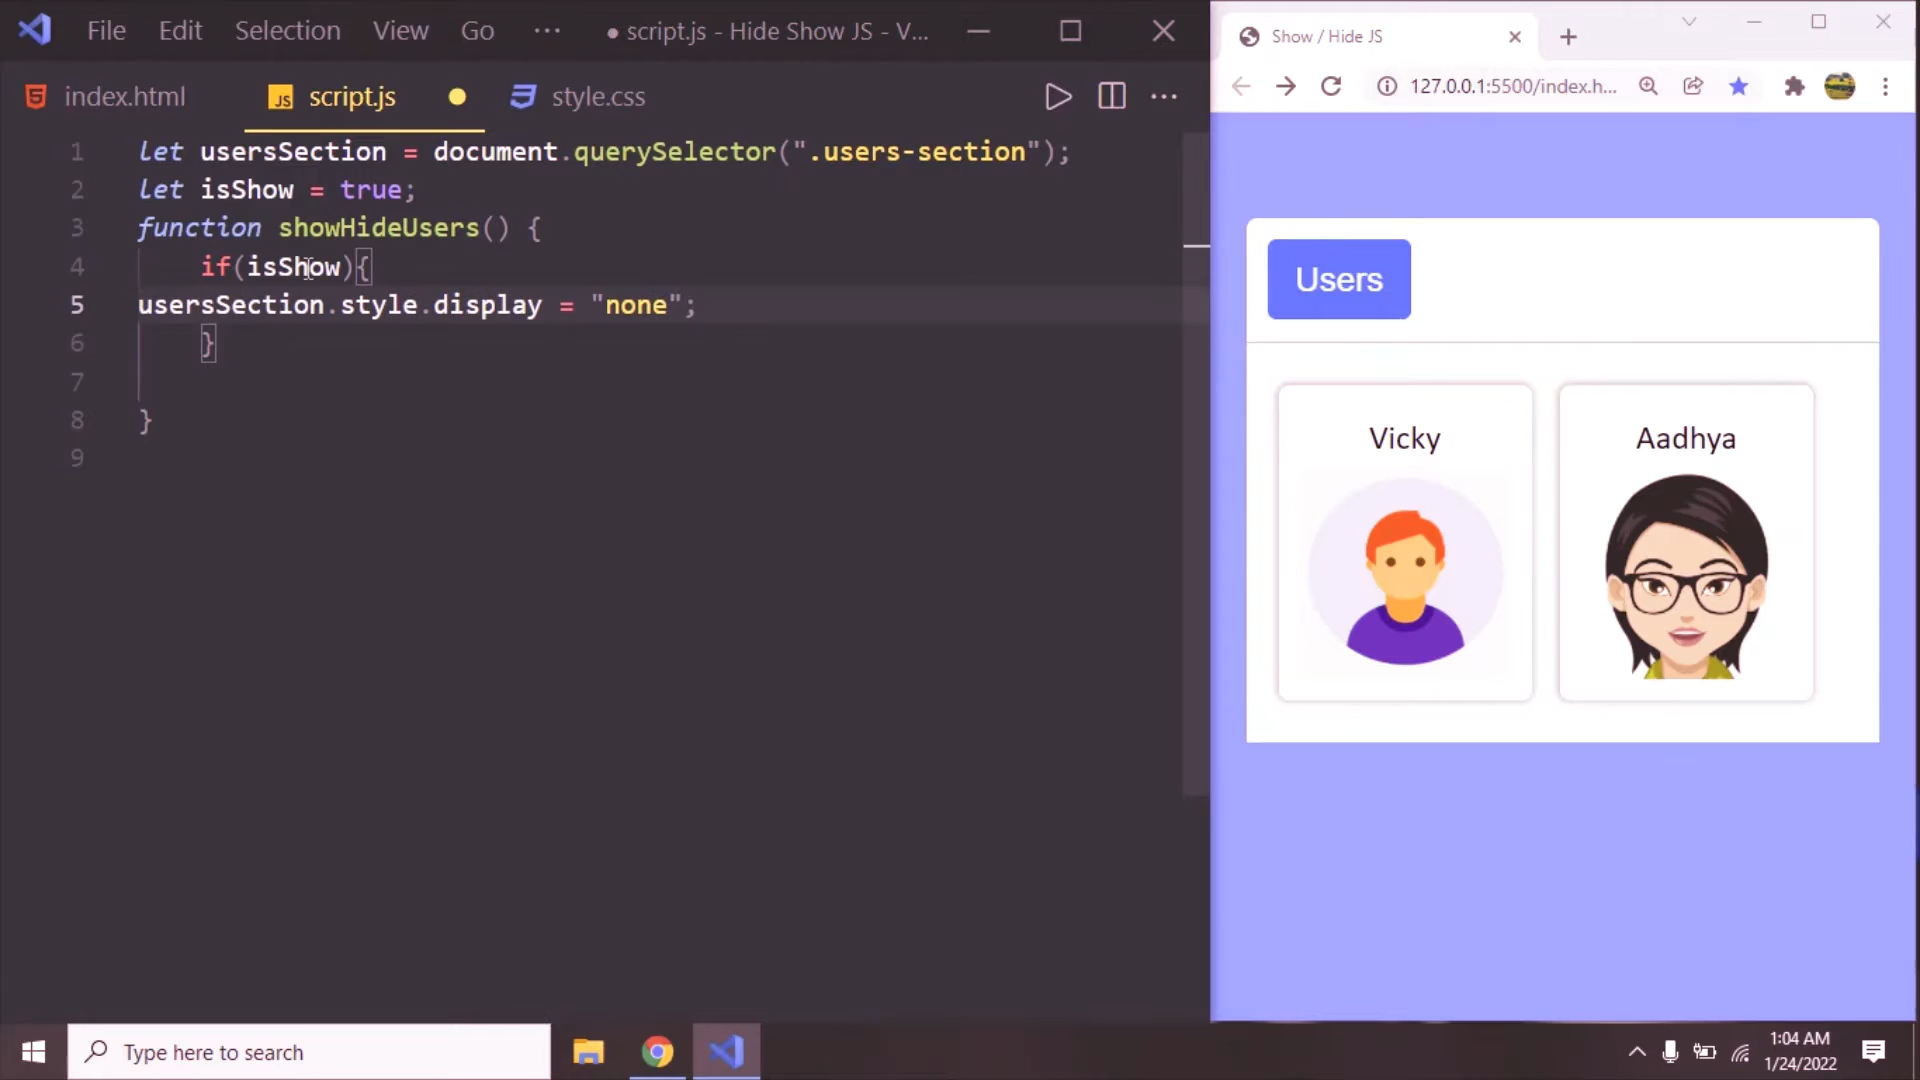 File Edit Selection View Go ··· ● script.js - Hide Show JS - V...
index.html JS script.js style.css
1 let usersSection = document.querySelector(".users-section");
2 let isShow = true;
3 function showHideUsers() {
4 if(isShow){
5 usersSection.style.display = "none";
6 }
7
8 }
9
Show / Hide JS
127.0.0.1:5500/index.h...
Users
Vicky
Aadhya
Type here to search
1:04 AM
1/24/2022